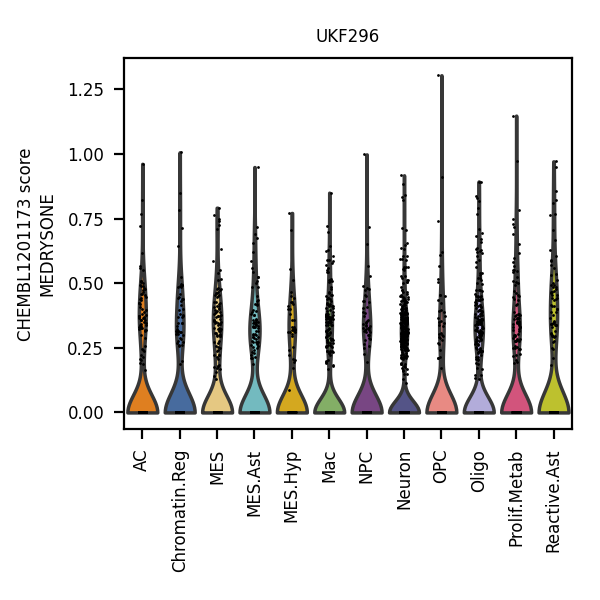 UKF296
CHEMBL1201173 score
MEDRYSONE
1.25
1.00
0.75
0.50
0.25
0.00
AC
Chromatin.Reg
MES
MES.Ast
MES.Hyp
Mac
NPC
Neuron
OPC
Oligo
Prolif.Metab
Reactive.Ast